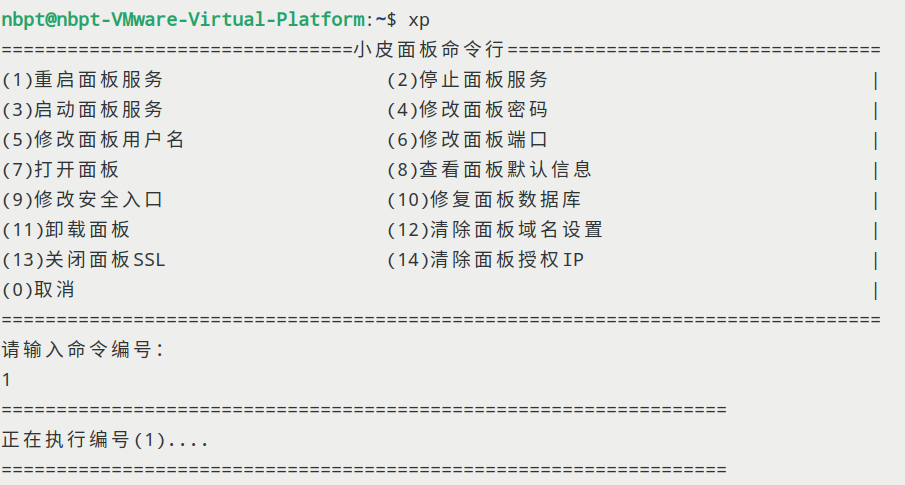 nbpt@nbpt-VMware-Virtual-Platform:~$ xp
================================小皮面板命令行==================================
(1)重启面板服务 (2)停止面板服务 |
(3)启动面板服务 (4)修改面板密码 |
(5)修改面板用户名 (6)修改面板端口 |
(7)打开面板 (8)查看面板默认信息 |
(9)修改安全入口 (10)修复面板数据库 |
(11)卸载面板 (12)清除面板域名设置 |
(13)关闭面板SSL (14)清除面板授权IP |
(0)取消 |
================================================================================
请输入命令编号：
1
==================================================================
正在执行编号(1)....
==================================================================